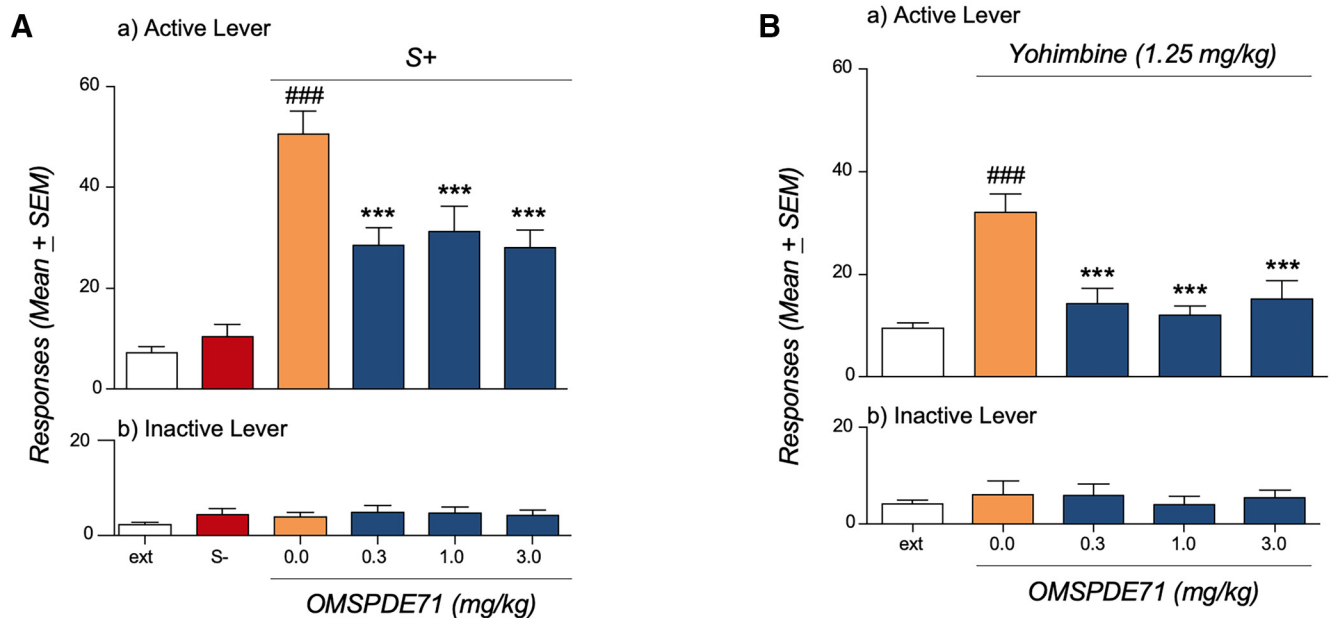 A
a) Active Lever
S+
60
###
40
***
***
***
20
0
Responses (Mean ± SEM)
b) Inactive Lever
20
0
ext S- 0.0 0.3 1.0 3.0
OMSPDE71 (mg/kg)
B
a) Active Lever
Yohimbine (1.25 mg/kg)
60
40
###
20
***
***
***
0
Responses (Mean ± SEM)
b) Inactive Lever
20
0
ext 0.0 0.3 1.0 3.0
OMSPDE71 (mg/kg)